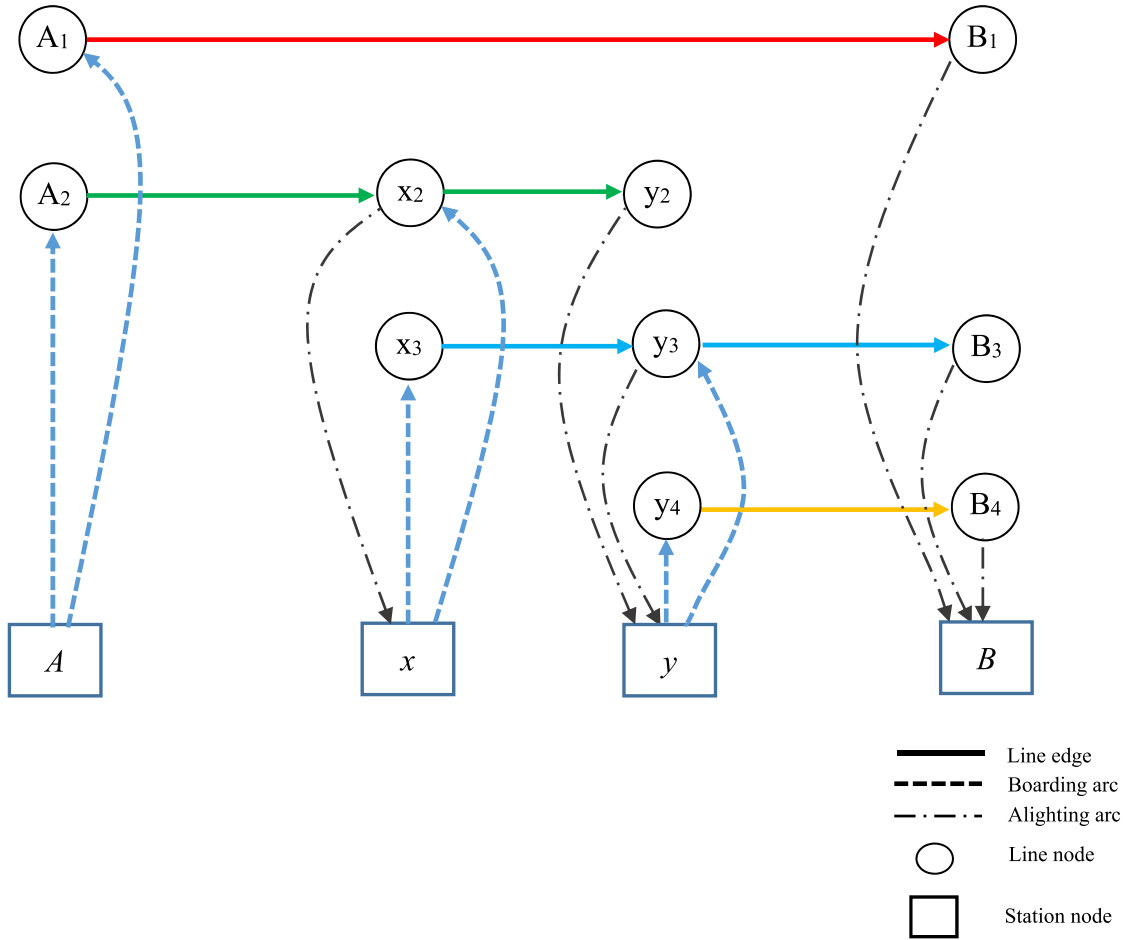 A1
B1
A2
x2
y2
x3
y3
B3
y4
B4
A
x
y
B
Line edge
Boarding arc
Alighting arc
Line node
Station node